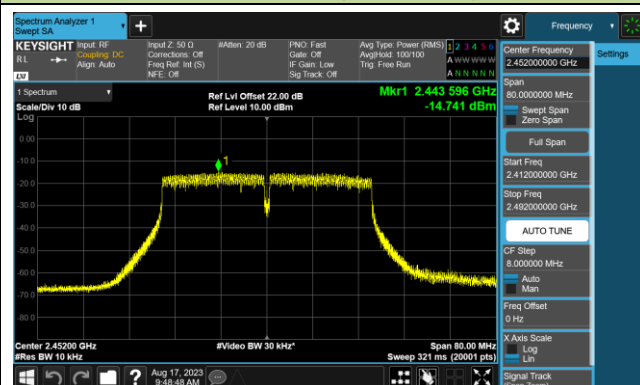 Spectrum Analyzer 1
Swept SA
Frequency
KEYSIGHT
R L
LXI
Input: RF
Coupling: DC
Align: Auto
Input Z: 50 Ω
Corrections: Off
Freq Ref: Int (S)
NFE: Off
#Atten: 20 dB
PNO: Fast
Gate: Off
IF Gain: Low
Sig Track: Off
Avg Type: Power (RMS)
Avg|Hold: 100/100
Trig: Free Run
1 2 3 4 5 6
A W W W W W
A N N N N N
1 Spectrum
Scale/Div 10 dB
Log
Ref Lvl Offset 22.00 dB
Ref Level 10.00 dBm
Mkr1 2.443 596 GHz
-14.741 dBm
1
0.00
-10.0
-20.0
-30.0
-40.0
-50.0
-60.0
-70.0
-80.0
Center 2.45200 GHz
#Res BW 10 kHz
#Video BW 30 kHz*
Span 80.00 MHz
Sweep 321 ms (20001 pts)
Aug 17, 2023
9:48:48 AM
Center Frequency
2.452000000 GHz
Settings
Span
80.0000000 MHz
Swept Span
Zero Span
Full Span
Start Freq
2.412000000 GHz
Stop Freq
2.492000000 GHz
AUTO TUNE
CF Step
8.000000 MHz
Auto
Man
Freq Offset
0 Hz
X Axis Scale
Log
Lin
Signal Track
(Span Zoom)